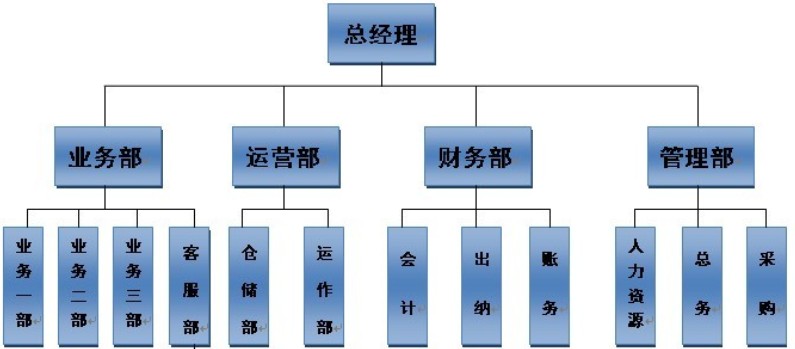 总经理
业务部
运营部
财务部
管理部
业务一部
业务二部
业务三部
客服部
仓储部
运作部
会计
出纳
账务
人力资源
总务
采购